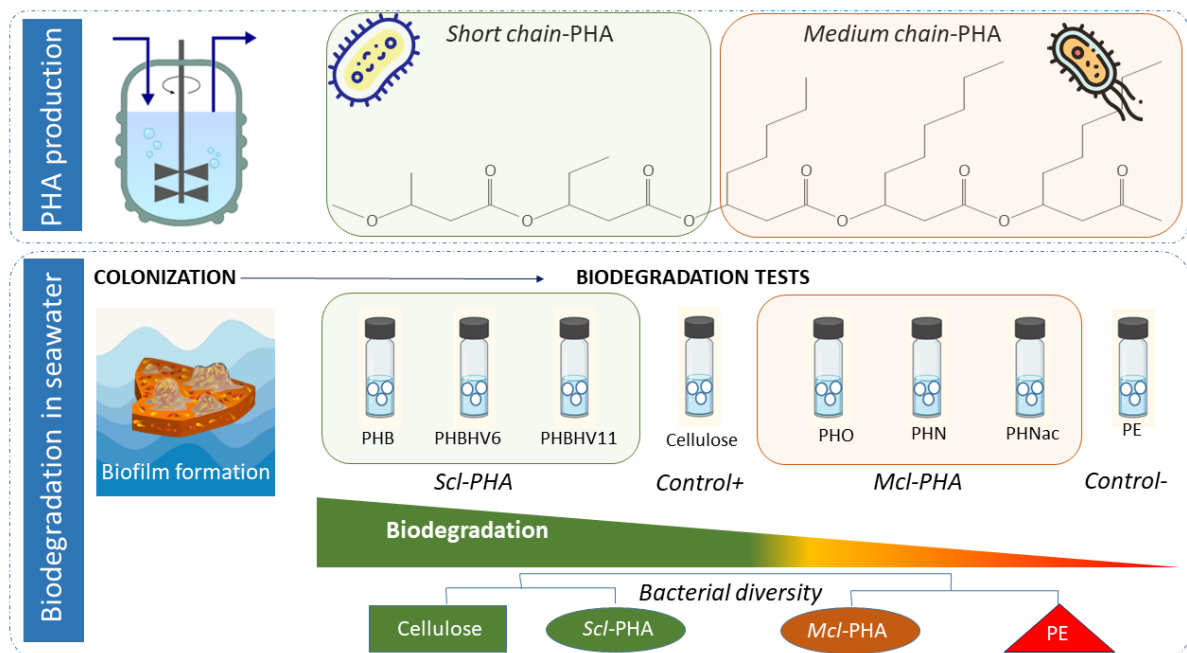 PHA production
Short chain-PHA
Medium chain-PHA
O
O
O
O
O
O
O
O
O
O
Biodegradation in seawater
COLONIZATION
BIODEGRADATION TESTS
Biofilm formation
PHB
PHBHV6
PHBHV11
Cellulose
PHO
PHN
PHNac
PE
Scl-PHA
Control+
Mcl-PHA
Control-
Biodegradation
Bacterial diversity
Cellulose
Scl-PHA
Mcl-PHA
PE